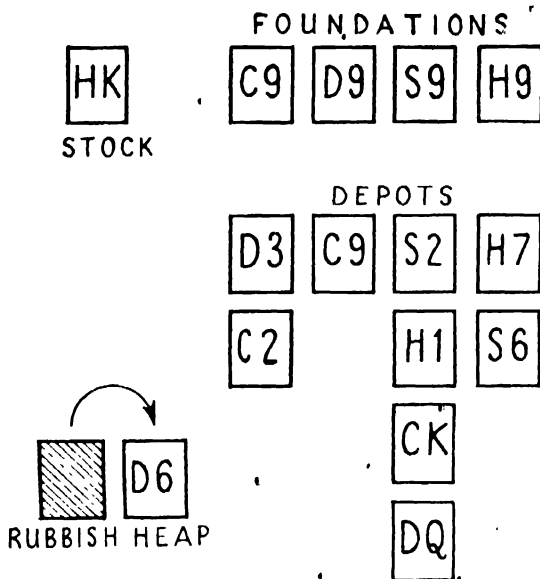 FOUNDATIONS
HK C9 D9 S9 H9
STOCK
DEPOTS
D3 C9 S2 H7
C2 H1 S6
CK
D6
RUBBISH HEAP
DQ